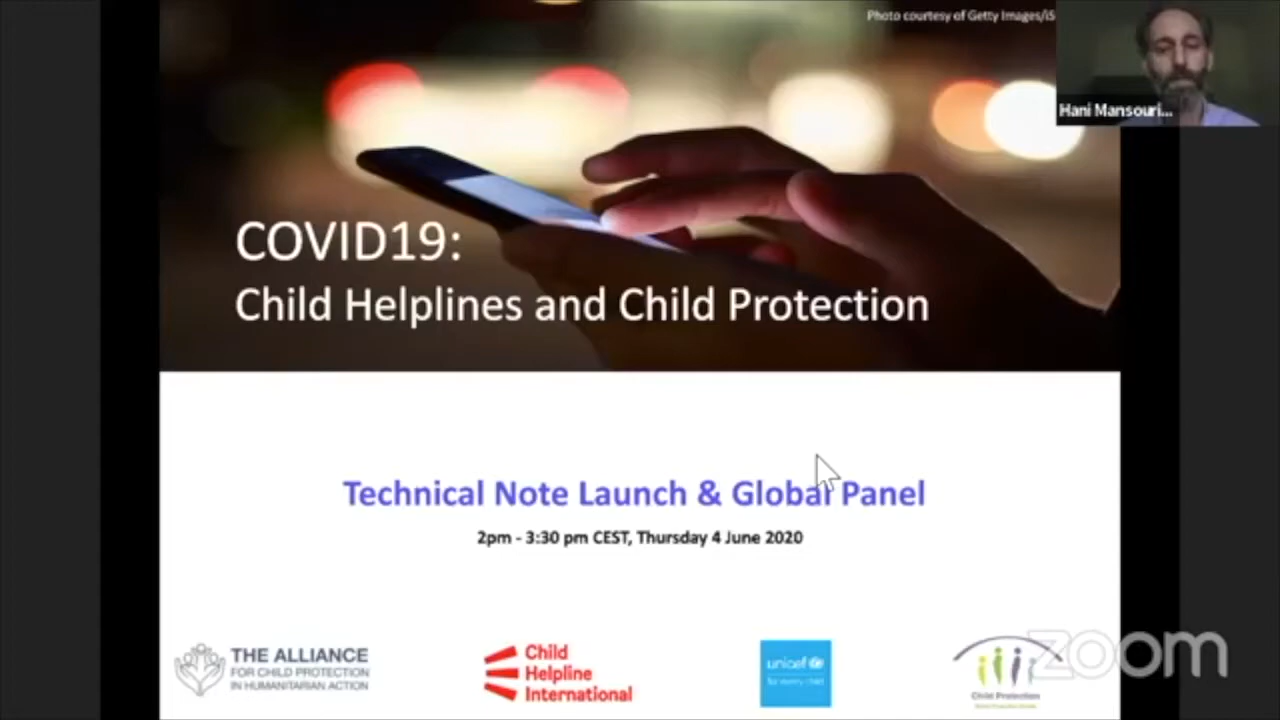 Photo courtesy of Getty Images/iS
Hani Mansouri...
COVID19:
Child Helplines and Child Protection
Technical Note Launch & Global Panel
2pm - 3:30 pm CEST, Thursday 4 June 2020
THE ALLIANCE
FOR CHILD PROTECTION
IN HUMANITARIAN ACTION
Child
Helpline
International
unicef
for every child
Child Protection
zoom